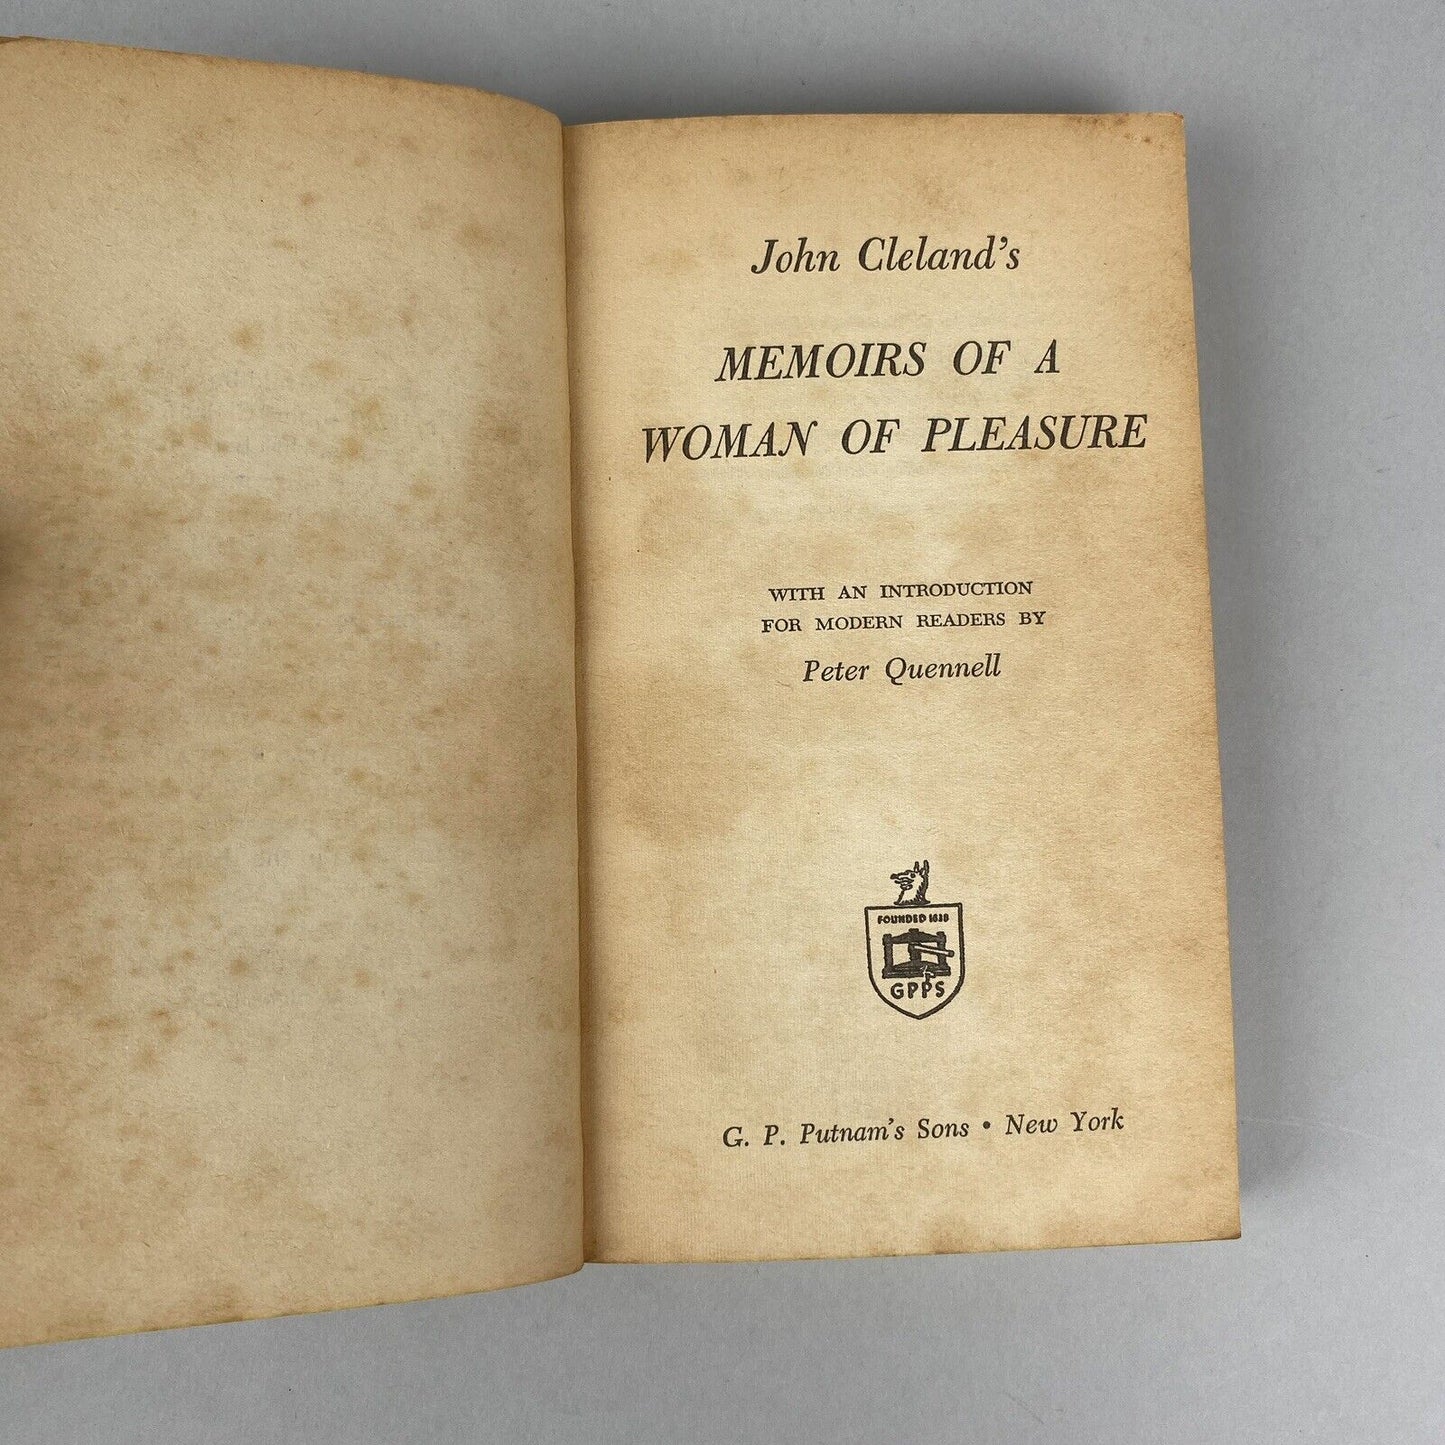 John Cleland's
MEMOIRS OF A
WOMAN OF PLEASURE
WITH AN INTRODUCTION
FOR MODERN READERS BY
Peter Quennell
FOUNDED 1838
GPPS
G. P. Putnam's Sons • New York